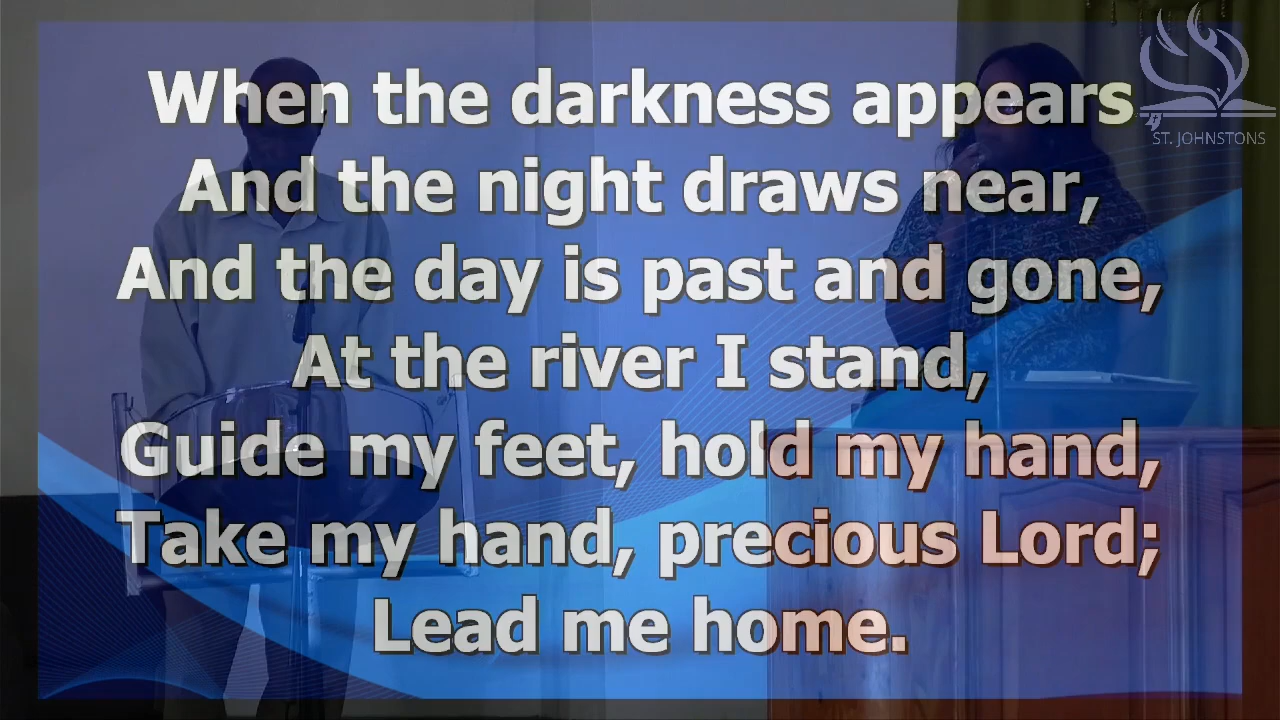 When the darkness appears
And the night draws near,
And the day is past and gone,
At the river I stand,
Guide my feet, hold my hand,
Take my hand, precious Lord;
Lead me home.
ST. JOHNSTONS